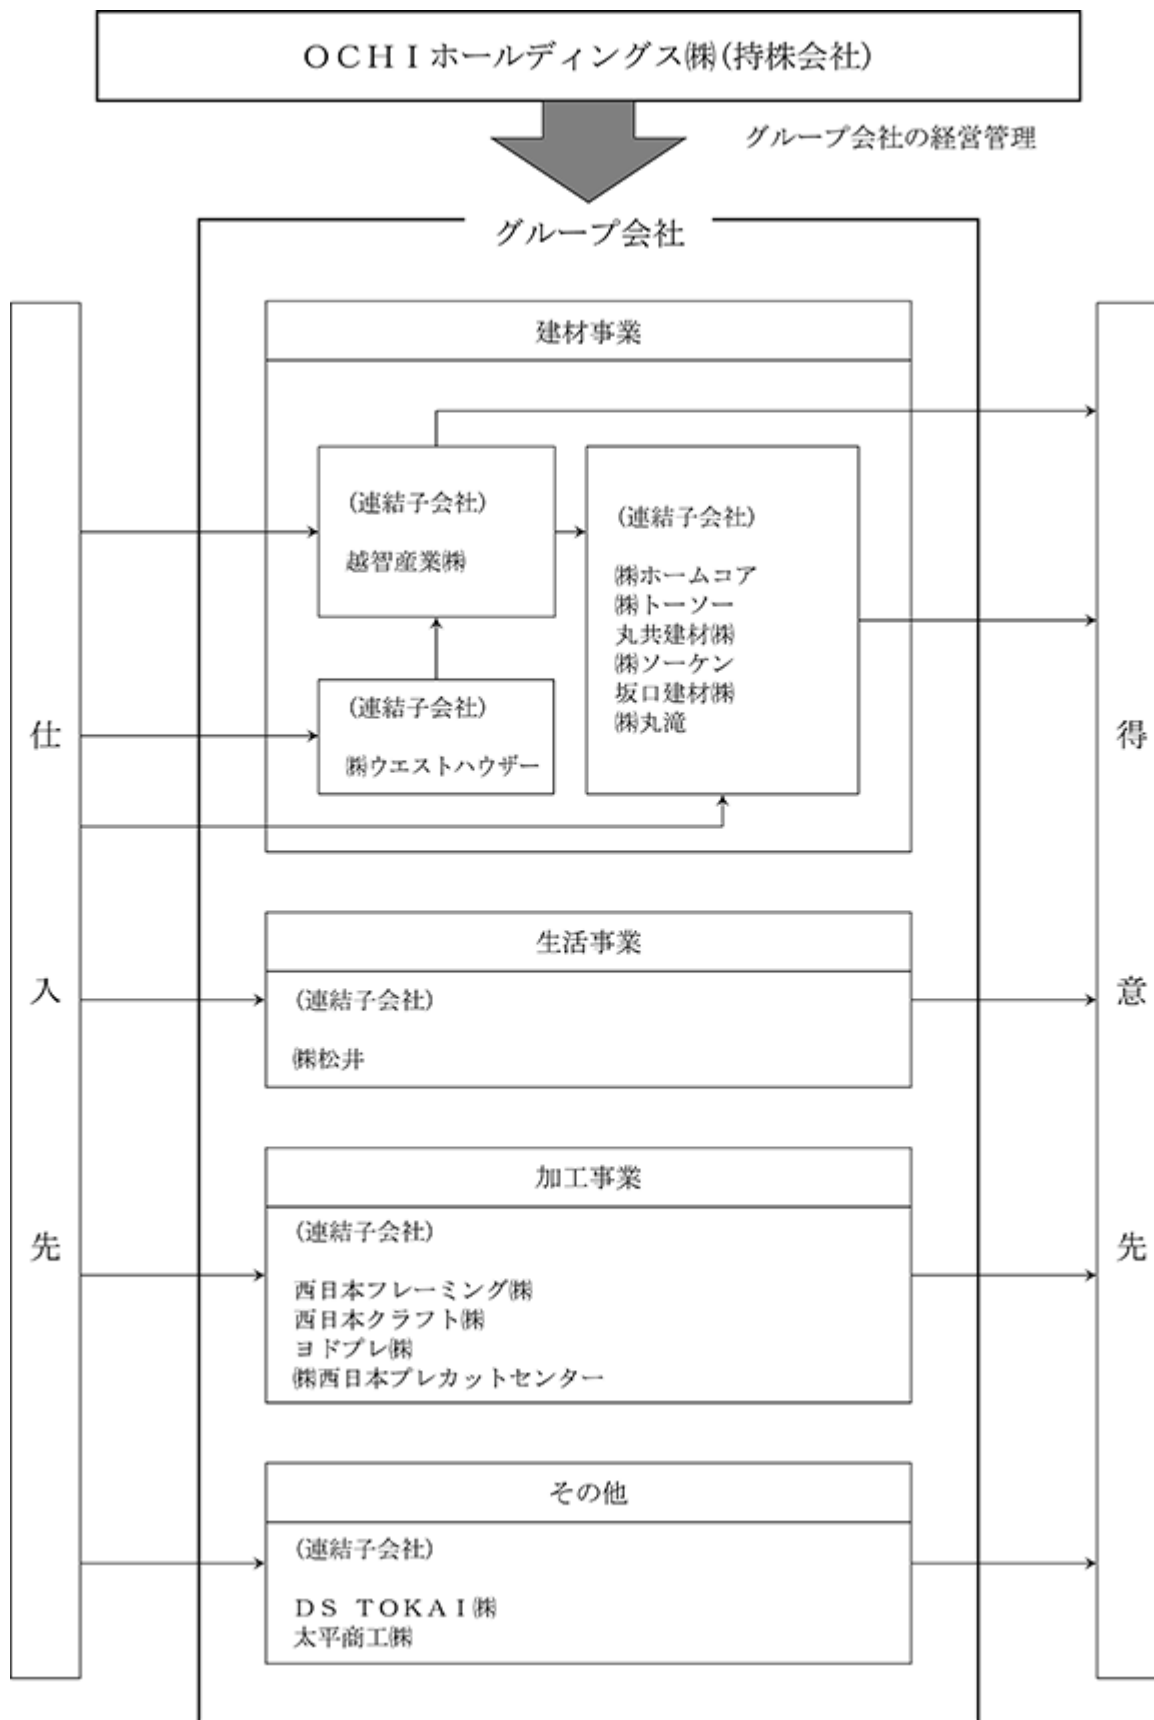 ＯＣＨＩホールディングス㈱(持株会社)
グループ会社の経営管理
グループ会社
建材事業
(連結子会社)
越智産業㈱
(連結子会社)
㈱ウエストハウザー
(連結子会社)
㈱ホームコア
㈱トーソー
丸共建材㈱
㈱ソーケン
坂口建材㈱
㈱丸滝
生活事業
(連結子会社)
㈱松井
加工事業
(連結子会社)
西日本フレーミング㈱
西日本クラフト㈱
ヨドプレ㈱
㈱西日本プレカットセンター
その他
(連結子会社)
ＤＳ ＴＯＫＡＩ㈱
太平商工㈱
仕入先
得意先